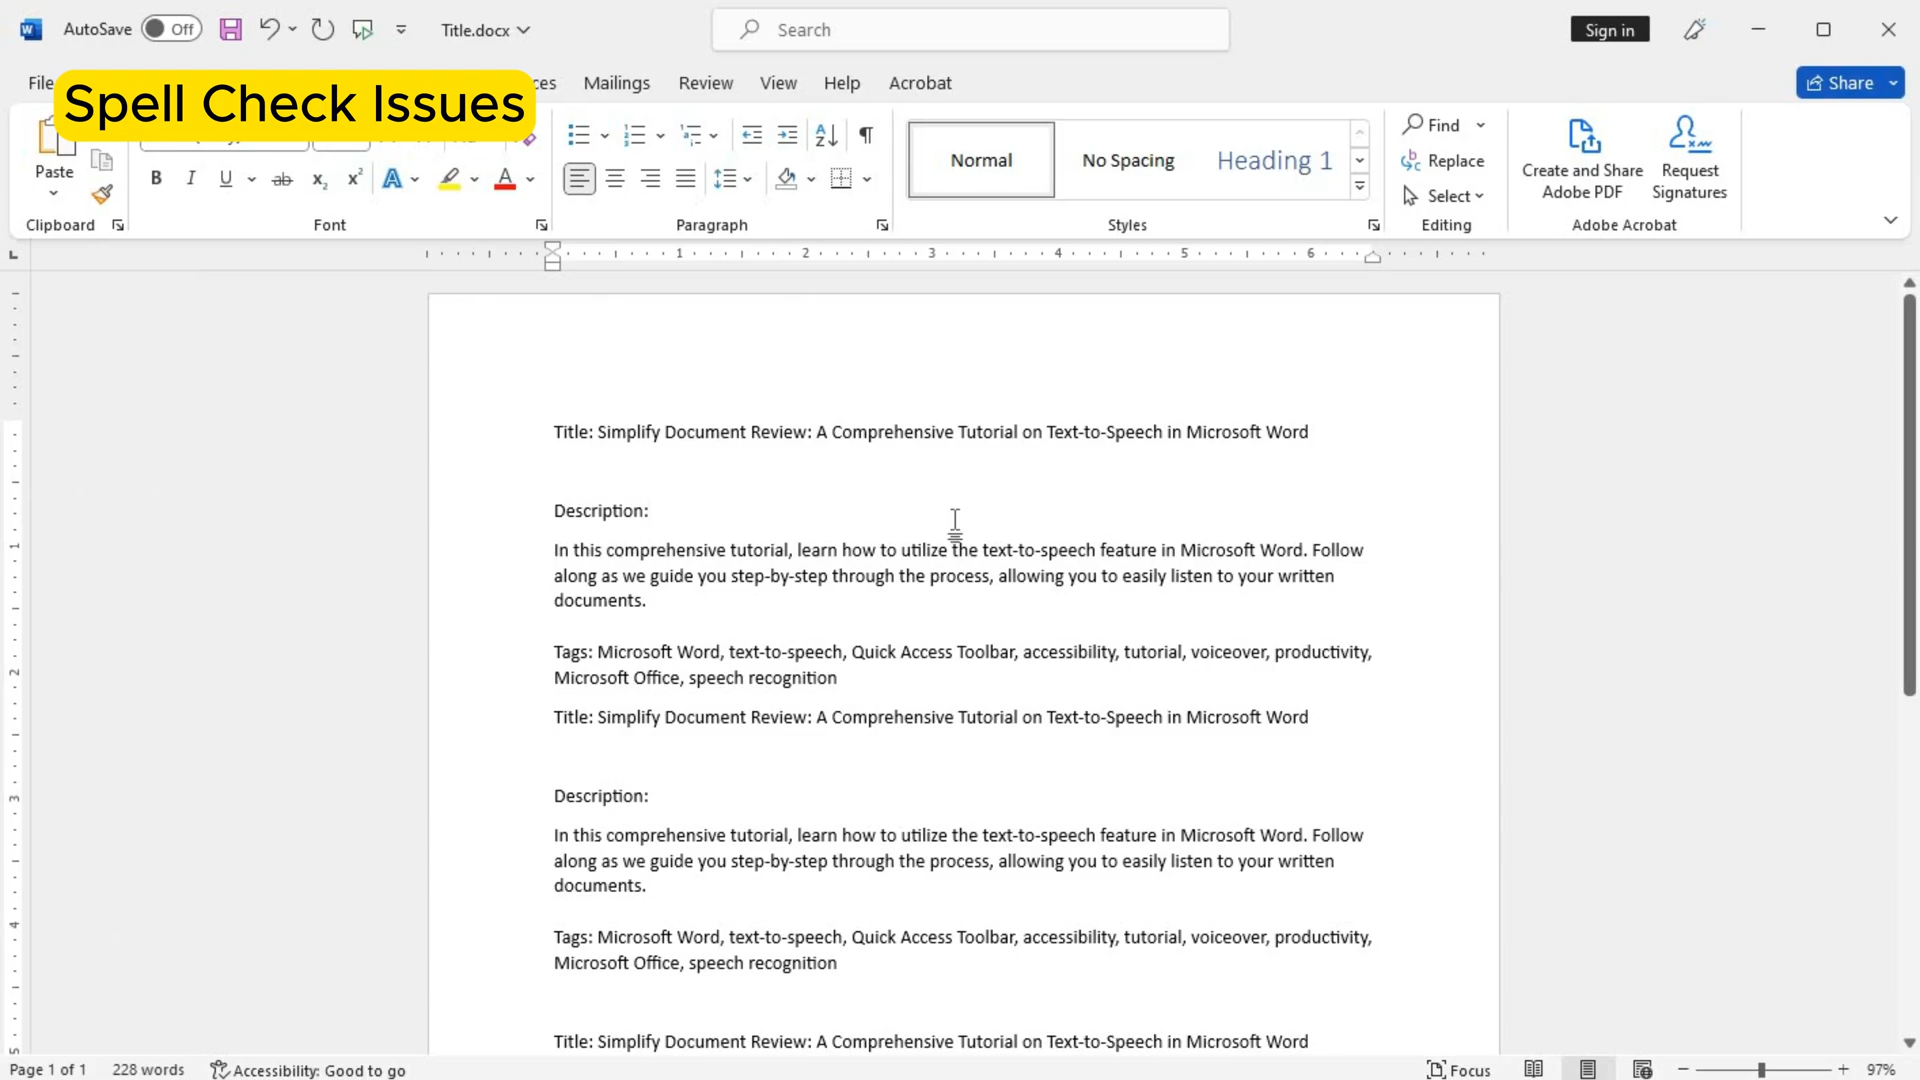 AutoSave Off Title.docx Search Sign in
File ces Mailings Review View Help Acrobat Share
Spell Check Issues
Paste
Normal No Spacing Heading 1
Find
Replace
Select
Create and Share
Adobe PDF
Request
Signatures
Clipboard Font Paragraph Styles Editing Adobe Acrobat
1 2 3 4 5 6
Title: Simplify Document Review: A Comprehensive Tutorial on Text-to-Speech in Microsoft Word
Description:
In this comprehensive tutorial, learn how to utilize the text-to-speech feature in Microsoft Word. Follow
along as we guide you step-by-step through the process, allowing you to easily listen to your written
documents.
Tags: Microsoft Word, text-to-speech, Quick Access Toolbar, accessibility, tutorial, voiceover, productivity,
Microsoft Office, speech recognition
Title: Simplify Document Review: A Comprehensive Tutorial on Text-to-Speech in Microsoft Word
Description:
In this comprehensive tutorial, learn how to utilize the text-to-speech feature in Microsoft Word. Follow
along as we guide you step-by-step through the process, allowing you to easily listen to your written
documents.
Tags: Microsoft Word, text-to-speech, Quick Access Toolbar, accessibility, tutorial, voiceover, productivity,
Microsoft Office, speech recognition
Title: Simplify Document Review: A Comprehensive Tutorial on Text-to-Speech in Microsoft Word
Page 1 of 1 228 words Accessibility: Good to go Focus 97%